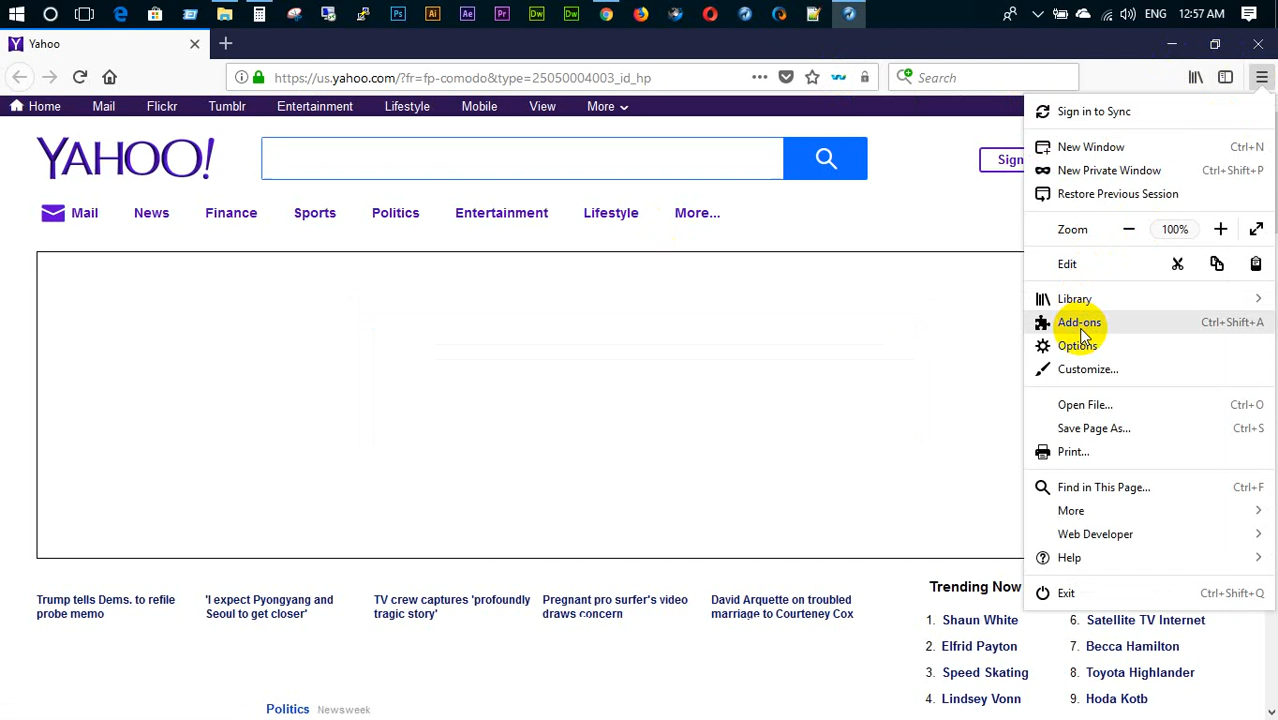 Ps Ai Ae Pr Dw Dw ENG 12:57 AM
Yahoo
https://us.yahoo.com/?fr=fp-comodo&type=25050004003_id_hp
Search
Home Mail Flickr Tumblr Entertainment Lifestyle Mobile View More
YAHOO!
Sign
Mail News Finance Sports Politics Entertainment Lifestyle More...
Sign in to Sync
New Window Ctrl+N
New Private Window Ctrl+Shift+P
Restore Previous Session
Zoom 100%
Edit
Library
Add-ons Ctrl+Shift+A
Options
Customize...
Open File... Ctrl+O
Save Page As... Ctrl+S
Print...
Find in This Page... Ctrl+F
More
Web Developer
Help
Exit Ctrl+Shift+Q
Trump tells Dems. to refile
probe memo
'I expect Pyongyang and
Seoul to get closer'
TV crew captures 'profoundly
tragic story'
Pregnant pro surfer's video
draws concern
David Arquette on troubled
marriage to Courteney Cox
Trending Now
1. Shaun White
2. Elfrid Payton
3. Speed Skating
4. Lindsey Vonn
6. Satellite TV Internet
7. Becca Hamilton
8. Toyota Highlander
9. Hoda Kotb
Politics Newsweek